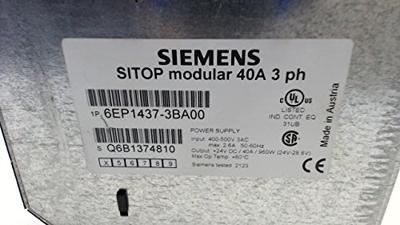 SIEMENS
SITOP modular 40A 3 ph
1P 6EP1437-3BA00
S Q6B1374810
X 5 6 7 8 9
POWER SUPPLY
Input: 400-500V 3AC
max: 2.6A 50-60Hz
Output: +24V DC / 40A / 960W (24V-28.8V)
Max Op Temp: +60°C
Siemens tested 2123
C UL US
LISTED
IND. CONT. EQ
31UB
Made in Austria